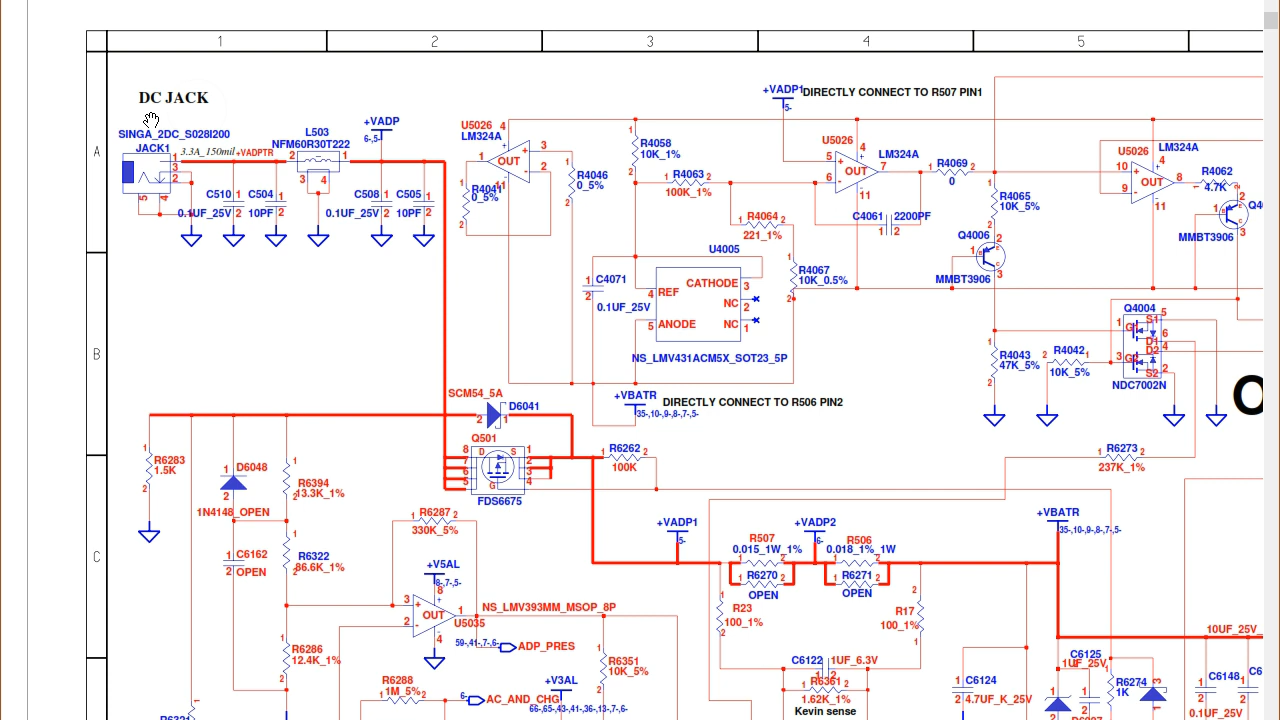 1 2 3 4 5
A
DC JACK
SINGA_2DC_S028I200
JACK1
3.3A_150mil
+VADPTR
L503
NFM60R30T222
+VADP
6-,5-
C510
0.1UF_25V
C504
10PF
C508
0.1UF_25V
C505
10PF
U5026
LM324A
OUT
R4041
0_5%
R4046
0_5%
R4058
10K_1%
R4063
100K_1%
+VADP1
5-
DIRECTLY CONNECT TO R507 PIN1
U5026
LM324A
OUT
R4069
0
R4064
221_1%
C4061
2200PF
R4065
10K_5%
Q4006
MMBT3906
U5026
LM324A
OUT
R4062
4.7K
MMBT3906
B
C4071
0.1UF_25V
U4005
CATHODE
REF
NC
ANODE
NC
NS_LMV431ACM5X_SOT23_5P
R4067
10K_0.5%
Q4004
NDC7002N
R4043
47K_5%
R4042
10K_5%
+VBATR
35-,10-,9-,8-,7-,5-
DIRECTLY CONNECT TO R506 PIN2
SCM54_5A
D6041
Q501
D S
G
FDS6675
R6262
100K
R6273
237K_1%
C
R6283
1.5K
D6048
1N4148_OPEN
R6394
13.3K_1%
C6162
OPEN
R6322
86.6K_1%
R6286
12.4K_1%
R6287
330K_5%
+V5AL
8-,7-,5-
OUT
NS_LMV393MM_MSOP_8P
U5035
59-,41-,7-,6-
ADP_PRES
R6288
1M_5%
6-
AC_AND_CHG
+V3AL
66-,65-,43-,41-,36-,13-,7-,6-
R6351
10K_5%
+VADP1
5-
R507
0.015_1W_1%
R6270
OPEN
+VADP2
6-
R506
0.018_1%_1W
R6271
OPEN
+VBATR
35-,10-,9-,8-,7-,5-
R23
100_1%
R17
100_1%
C6122
1UF_6.3V
R6361
1.62K_1%
Kevin sense
10UF_25V_
C6124
4.7UF_K_25V
C6125
1UF_25V
R6274
1K
C6148
0.1UF_25V